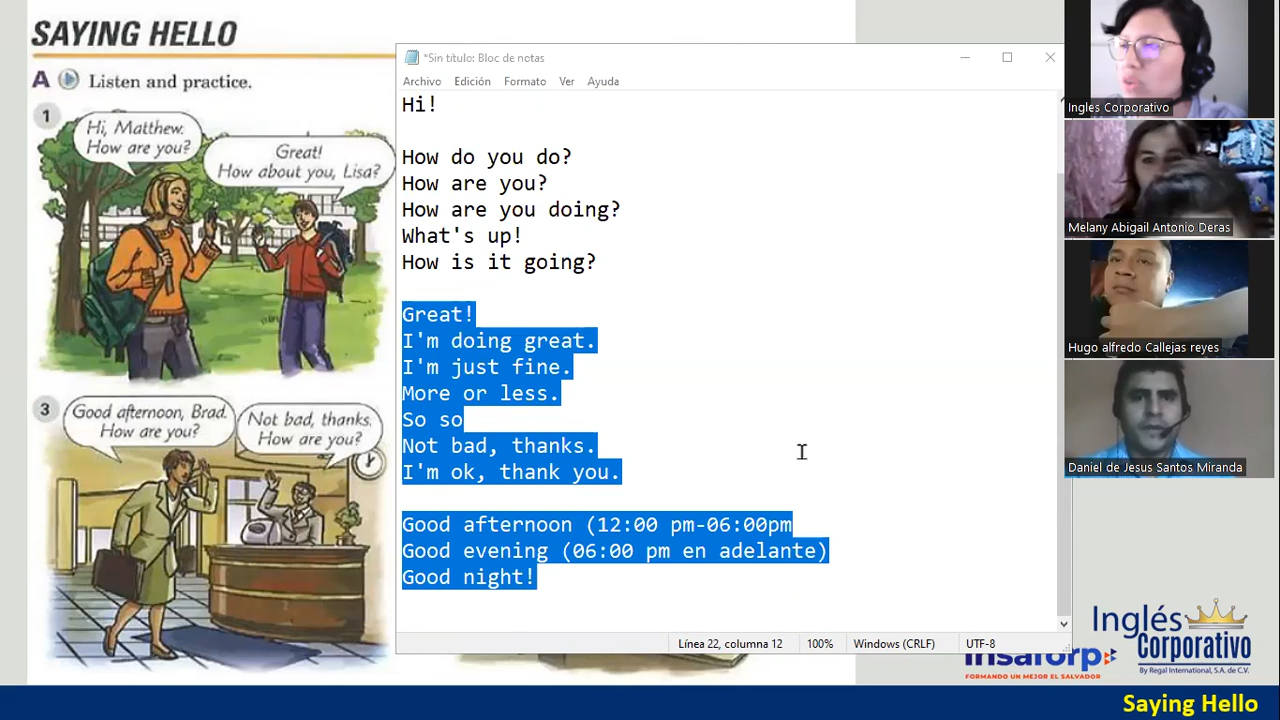 SAYING HELLO
A Listen and practice.
1
Hi, Matthew.
How are you?
Great!
How about you, Lisa?
3
Good afternoon, Brad.
How are you?
Not bad, thanks.
How are you?
*Sin título: Bloc de notas
Archivo Edición Formato Ver Ayuda
Hi!
How do you do?
How are you?
How are you doing?
What's up!
How is it going?
Great!
I'm doing great.
I'm just fine.
More or less.
So so
Not bad, thanks.
I'm ok, thank you.
Good afternoon (12:00 pm-06:00pm
Good evening (06:00 pm en adelante)
Good night!
Línea 22, columna 12 100% Windows (CRLF) UTF-8
Ingles Corporativo
Melany Abigail Antonio Deras
Hugo alfredo Callejas reyes
Daniel de Jesus Santos Miranda
insaforp
FORMANDO UN MEJOR EL SALVADOR
Inglés
Corporativo
By Regal International, S.A. de C.V.
Saying Hello